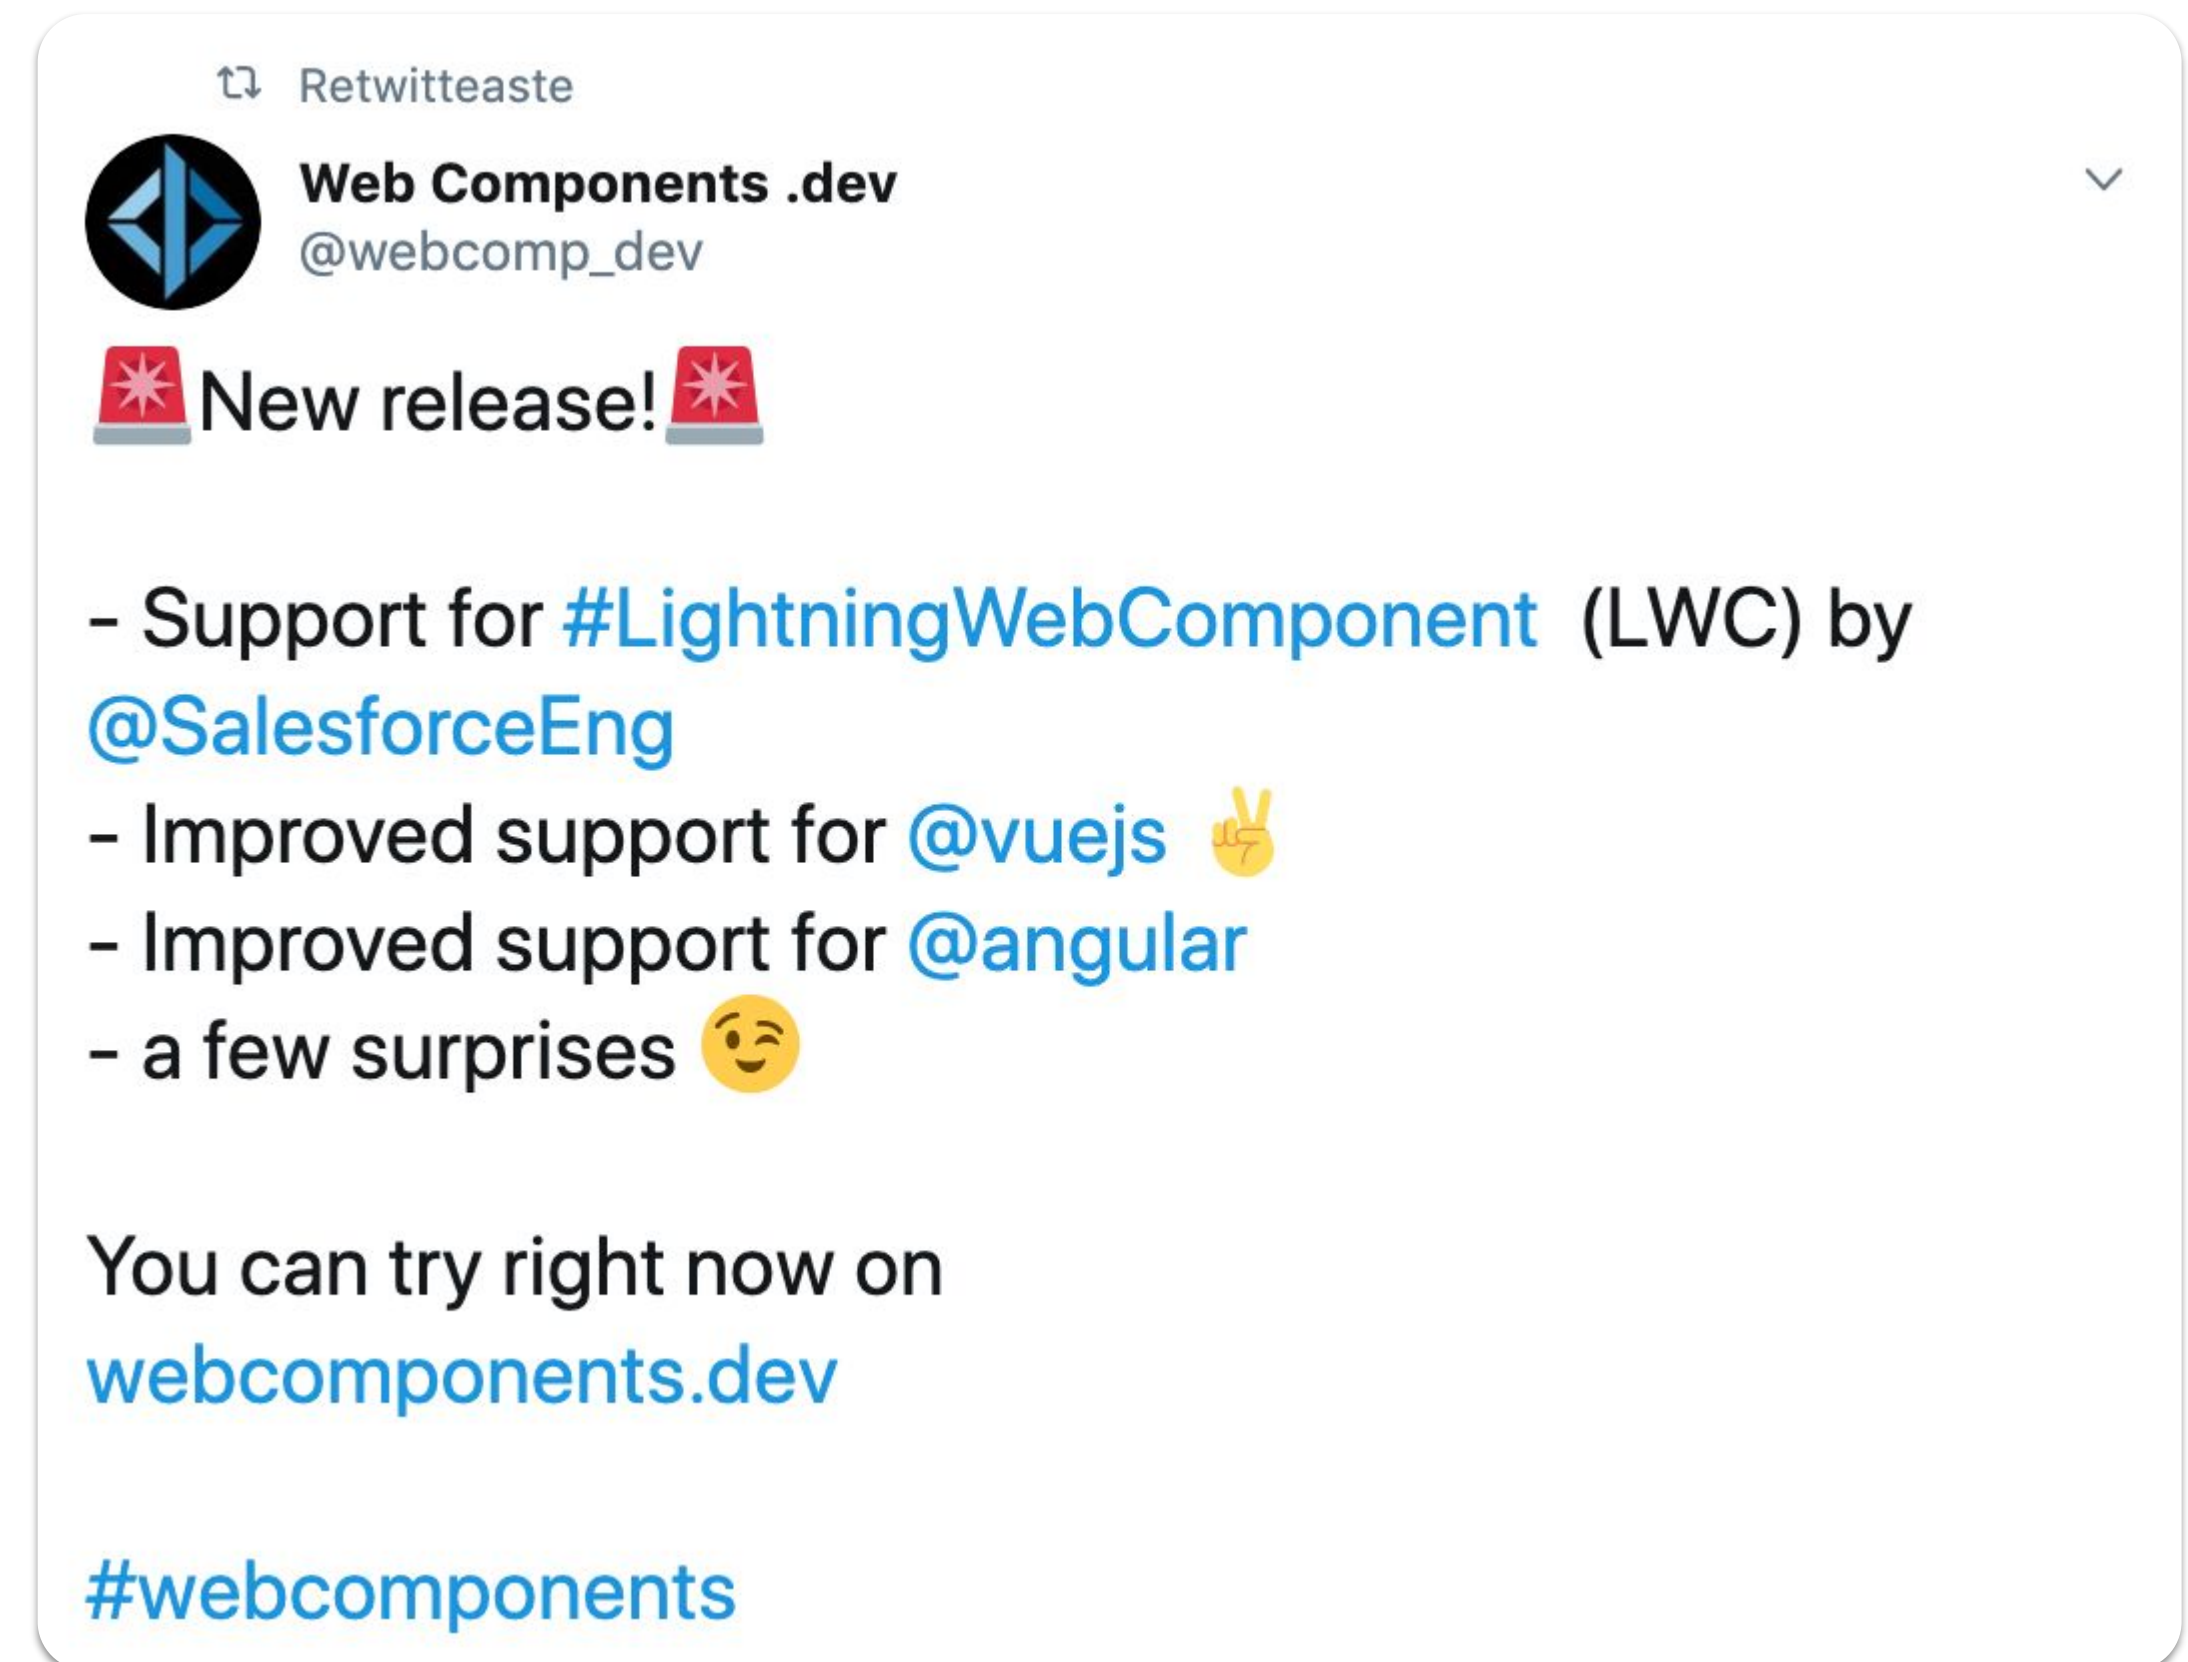 Retwitteaste
Web Components .dev
@webcomp_dev
🚨New release!🚨
- Support for #LightningWebComponent (LWC) by
@SalesforceEng
- Improved support for @vuejs ✌️
- Improved support for @angular
- a few surprises 😉
You can try right now on
webcomponents.dev
#webcomponents